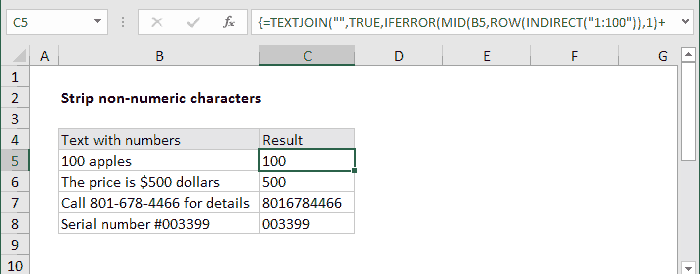 C5 fx {=TEXTJOIN("",TRUE,IFERROR(MID(B5,ROW(INDIRECT("1:100")),1)+
A B C D E F G
1
2 Strip non-numeric characters
3
4 Text with numbers Result
5 100 apples 100
6 The price is $500 dollars 500
7 Call 801-678-4466 for details 8016784466
8 Serial number #003399 003399
9
10